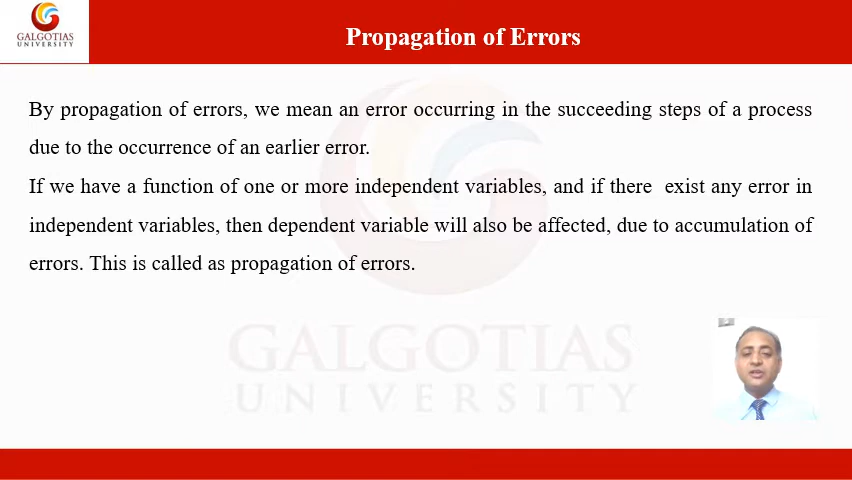 GALGOTIAS
UNIVERSITY
Propagation of Errors
By propagation of errors, we mean an error occurring in the succeeding steps of a process
due to the occurrence of an earlier error.
If we have a function of one or more independent variables, and if there exist any error in
independent variables, then dependent variable will also be affected, due to accumulation of
errors. This is called as propagation of errors.
GALGOTIAS
UNIVERSITY